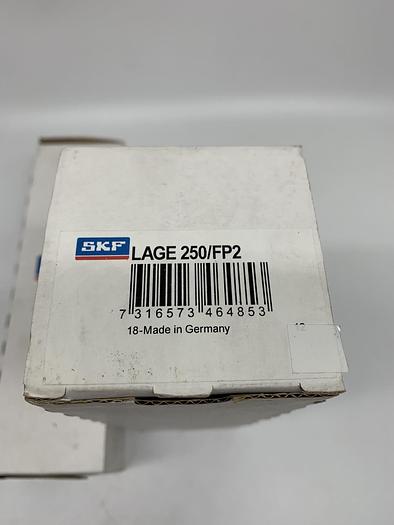 SKF LAGE 250/FP2
7 316573 464853
18-Made in Germany